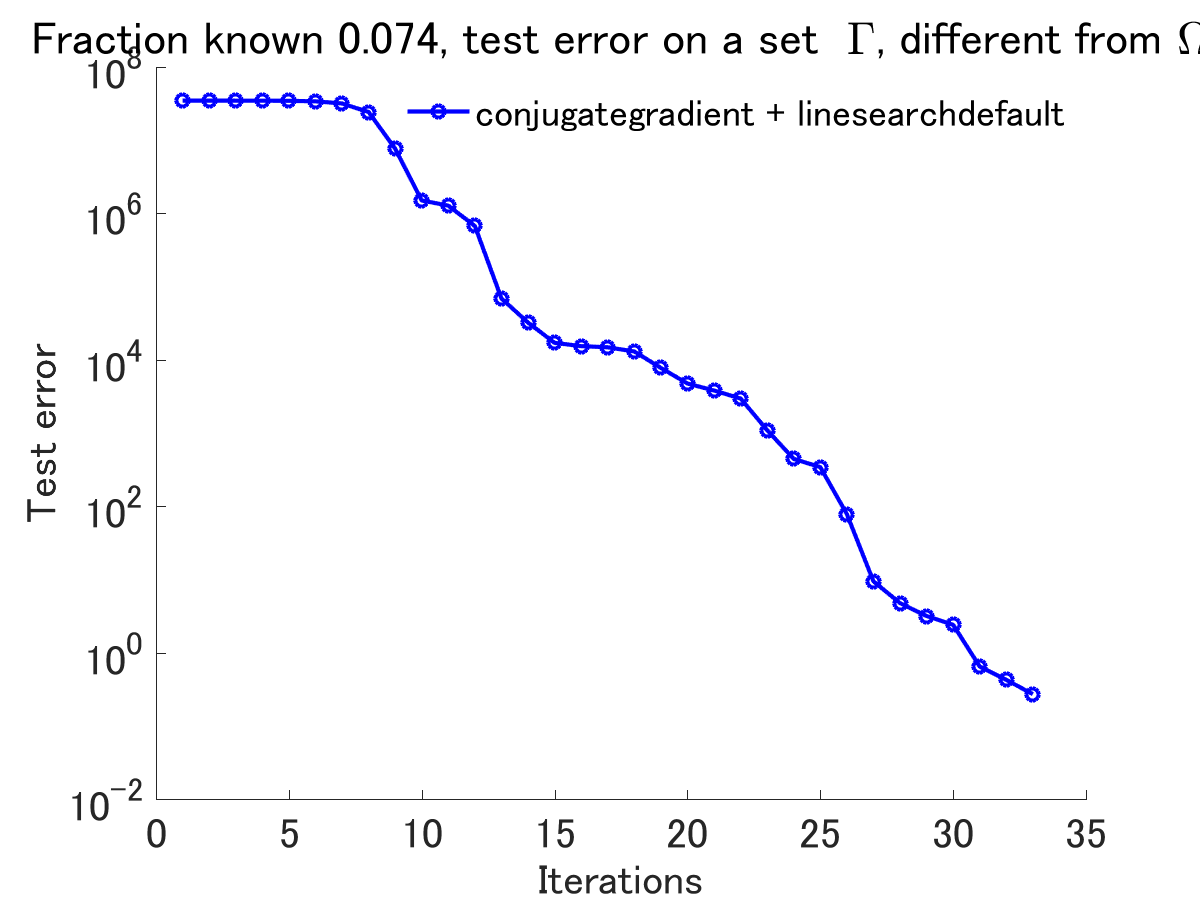 Fraction known 0.074, test error on a set Γ, different from Ω
10^8
conjugategradient + linesearchdefault
10^6
10^4
10^2
10^0
10^-2
Test error
0 5 10 15 20 25 30 35
Iterations